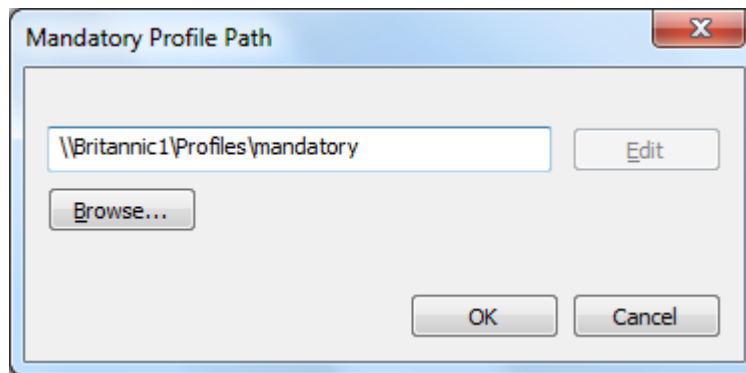 Mandatory Profile Path
\\Britannic1\Profiles\mandatory
Edit
Browse...
OK
Cancel